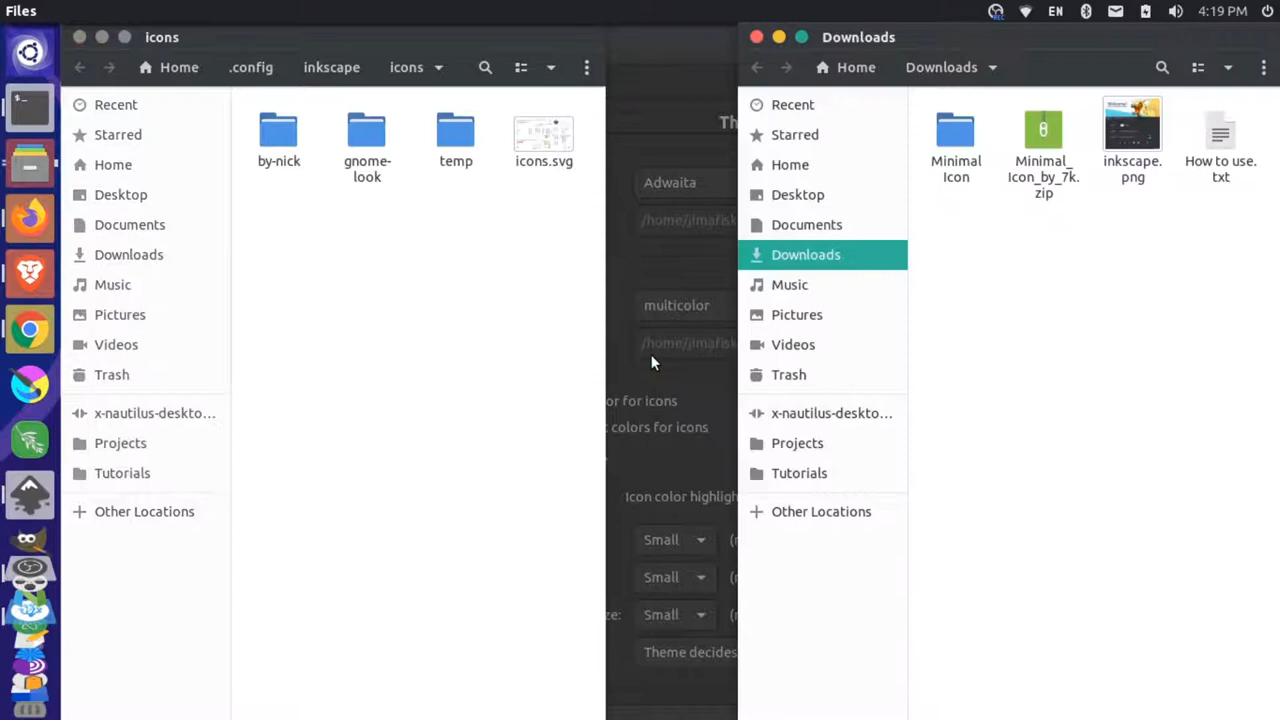 Files
REC
EN
4:19 PM
icons
Home
.config
inkscape
icons
Recent
Starred
Home
Desktop
Documents
Downloads
Music
Pictures
Videos
Trash
x-nautilus-deskto...
Projects
Tutorials
Other Locations
by-nick
gnome-
look
temp
icons.svg
Th
Adwaita
multicolor
or for icons
colors for icons
Icon color highligh
Small
Small
Small
Theme decides
Downloads
Home
Downloads
Recent
Starred
Home
Desktop
Documents
Downloads
Music
Pictures
Videos
Trash
x-nautilus-deskto...
Projects
Tutorials
Other Locations
Minimal
Icon
Minimal_
Icon_by_7k.
zip
inkscape.
png
How to use.
txt